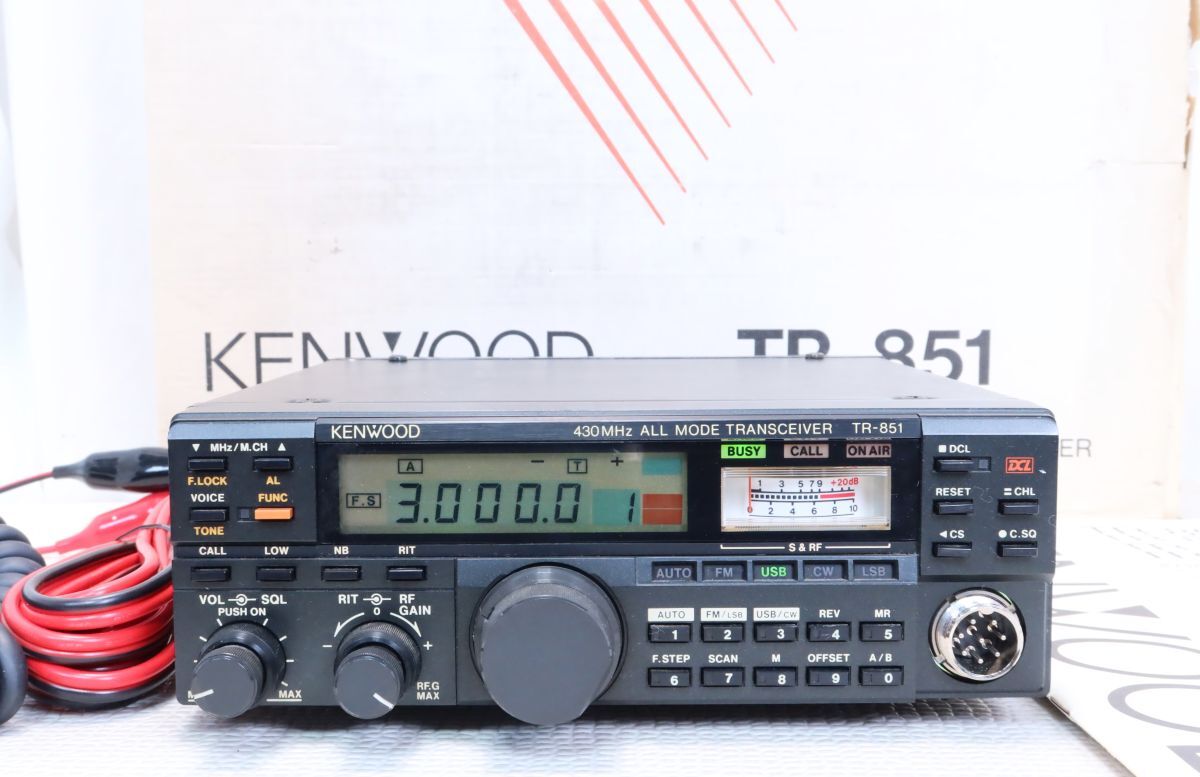 KENWOOD TR-851
KENWOOD
430MHz ALL MODE TRANSCEIVER TR-851
▼ MHz/M.CH ▲
F.LOCK AL
VOICE FUNC
TONE
CALL LOW NB RIT
A - T +
F.S 3.000.0 1
BUSY CALL ON AIR
1 3 5 7 9 +20dB
0 2 4 6 8 10
S & RF
AUTO FM USB CW LSB
■ DCL DCL
RESET = CHL
◀ CS ● C.SQ
VOL SQL
PUSH ON
MAX
RIT RF
0 GAIN
- +
RF.G
MAX
AUTO FM/LSB USB/CW REV MR
1 2 3 4 5
F.STEP SCAN M OFFSET A/B
6 7 8 9 0
ER